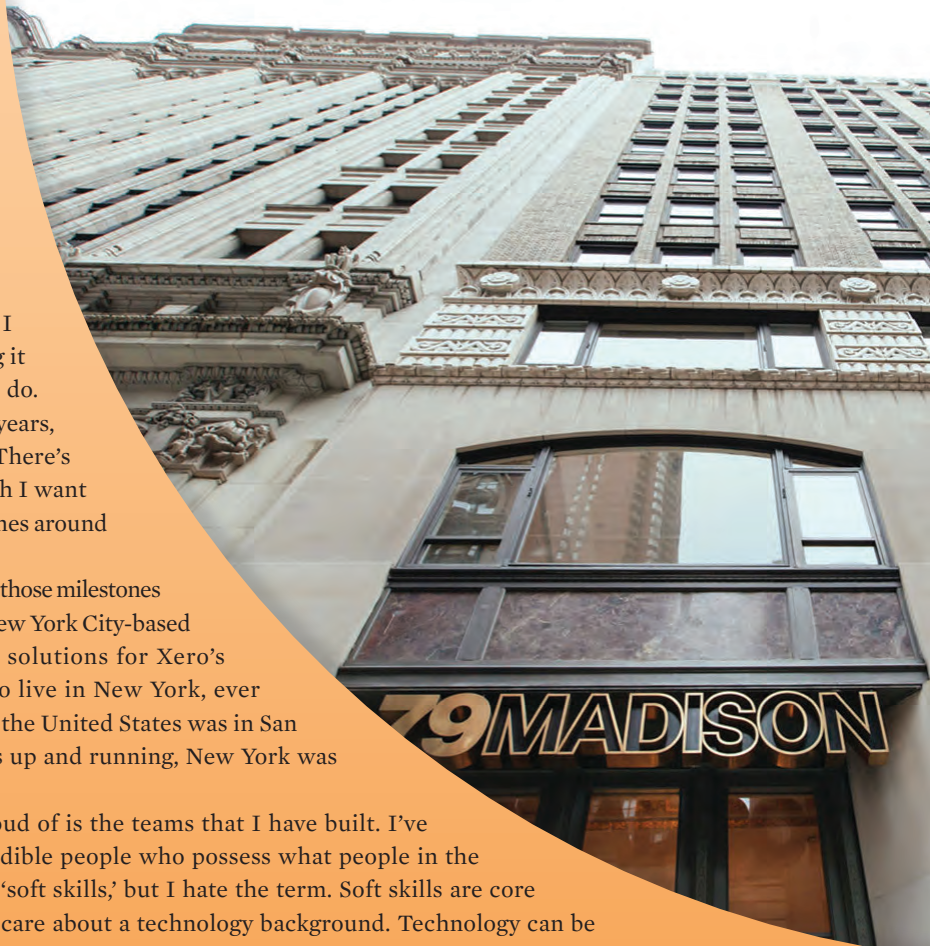 I
g it
do.
years,
There’s
h I want
nes around
those milestones
ew York City-based
solutions for Xero’s
o live in New York, ever
the United States was in San
s up and running, New York was
oud of is the teams that I have built. I’ve
dible people who possess what people in the
‘soft skills,’ but I hate the term. Soft skills are core
care about a technology background. Technology can be
79MADISON